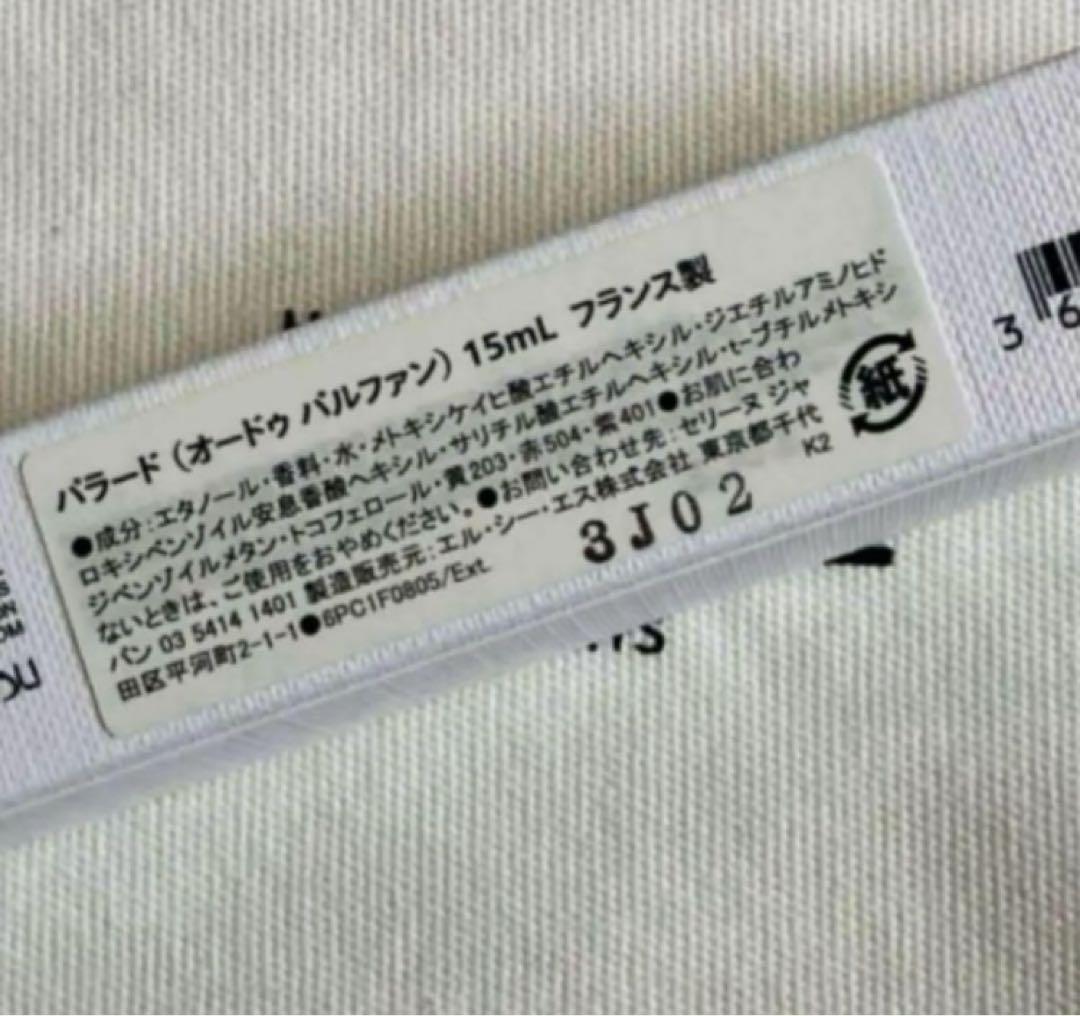 パラード (オードゥ パルファン) 15mL フランス製
●成分:エタノール・香料・水・メトキシケイヒ酸エチルヘキシル・ジエチルアミノヒド
ロキシベンゾイル安息香酸ヘキシル・サリチル酸エチルヘキシル・t-ブチルメトキシ
ジベンゾイルメタン・トコフェロール・黄203・赤504・紫401●お肌に合わ
ないときは、ご使用をおやめください。●お問い合わせ先:セリーヌ ジャ
パン 03 5414 1401 製造販売元:エル・シー・エス株式会社 東京都千代
田区平河町2-1-1●6PC1F0805/Ext.
K2
3J02
紙
3 6